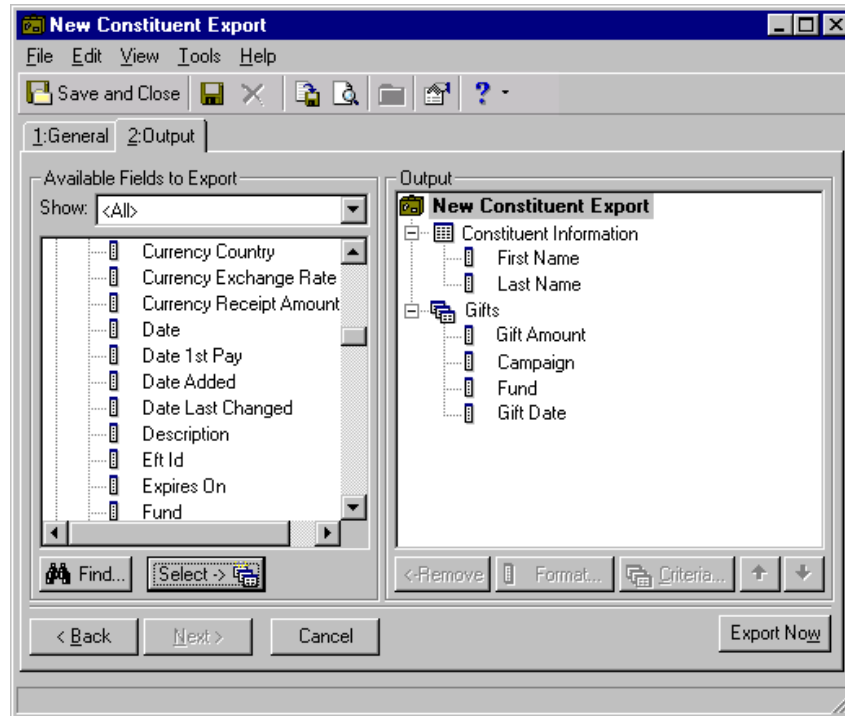 New Constituent Export
File Edit View Tools Help
Save and Close ?
1:General 2:Output
Available Fields to Export
Show: <All>
Currency Country
Currency Exchange Rate
Currency Receipt Amount
Date
Date 1st Pay
Date Added
Date Last Changed
Description
Eft Id
Expires On
Fund
Find... Select ->
Output
New Constituent Export
Constituent Information
First Name
Last Name
Gifts
Gift Amount
Campaign
Fund
Gift Date
<-Remove Format... Criteria...
< Back Next > Cancel Export Now